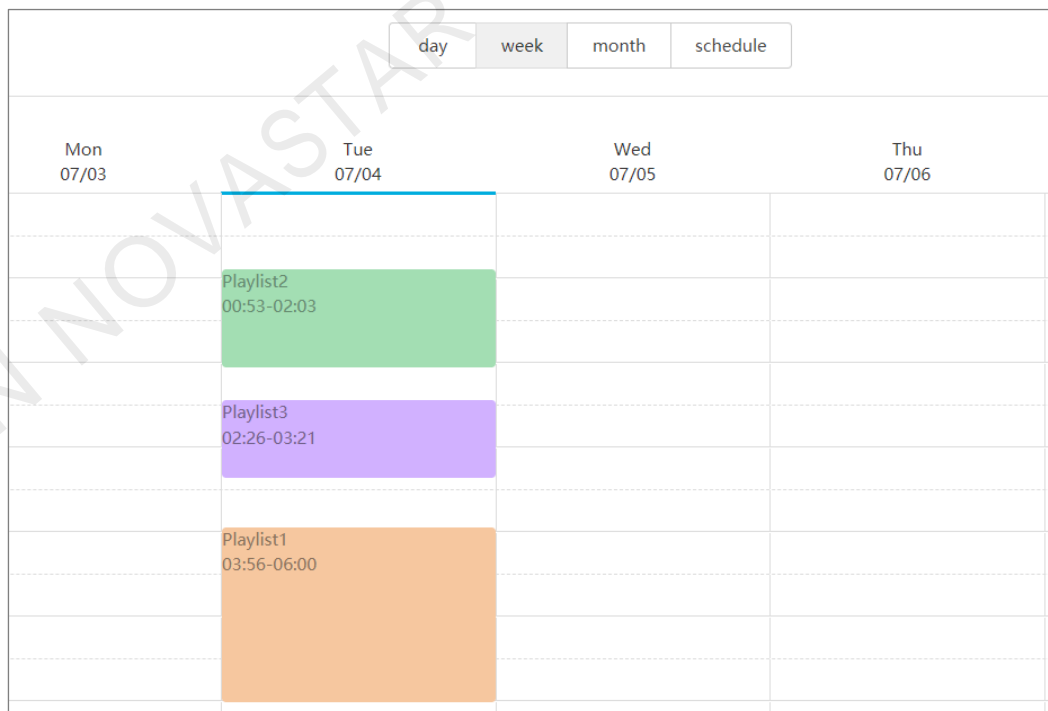 day week month schedule
Mon Tue Wed Thu
07/03 07/04 07/05 07/06
Playlist2
00:53-02:03
Playlist3
02:26-03:21
Playlist1
03:56-06:00
N NOVASTAR